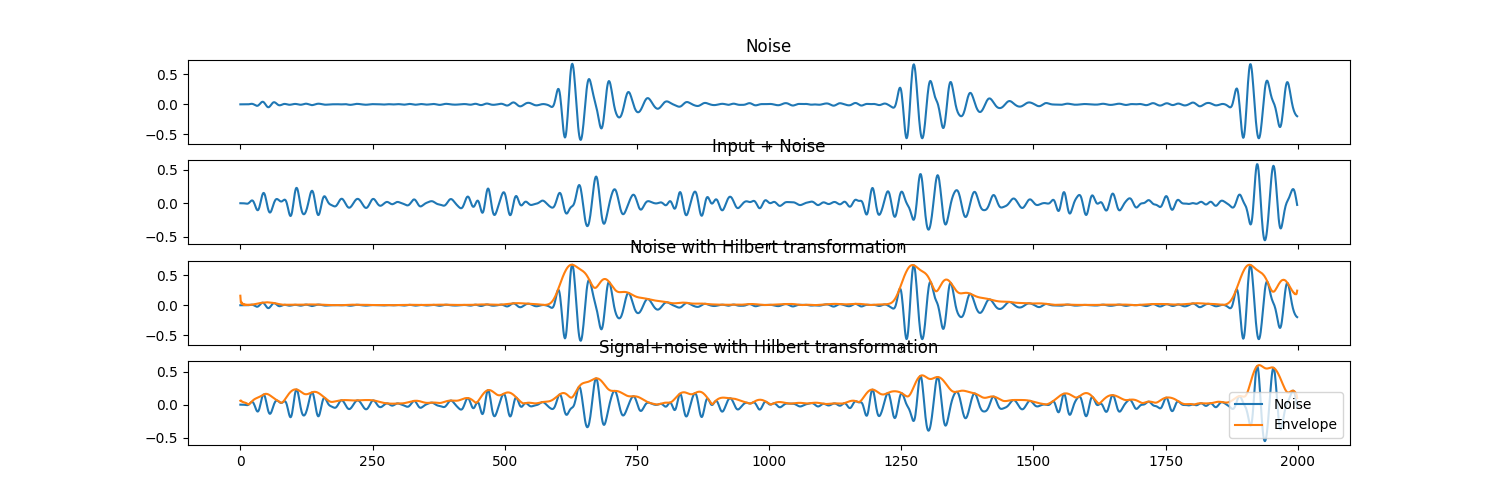 Noise
0.5
0.0
−0.5
Input + Noise
0.5
0.0
−0.5
Noise with Hilbert transformation
0.5
0.0
−0.5
Signal+noise with Hilbert transformation
0.5
0.0
−0.5
Noise
Envelope
0 250 500 750 1000 1250 1500 1750 2000